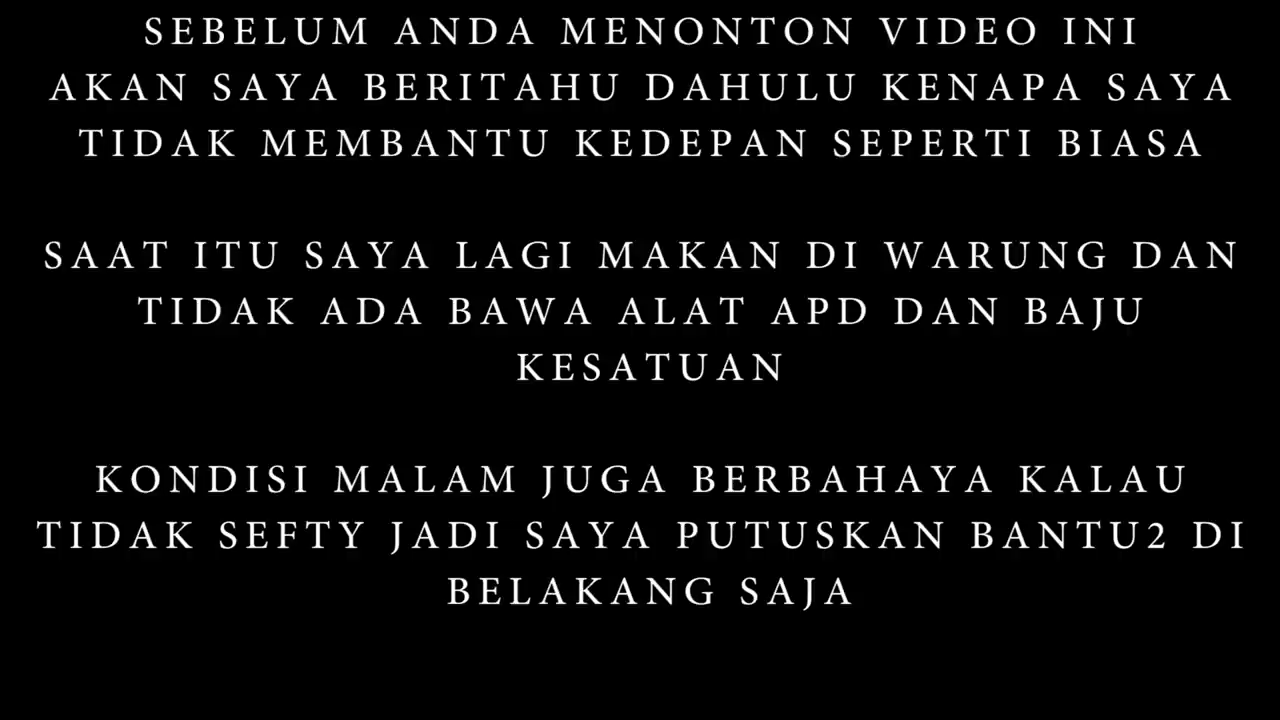 SEBELUM ANDA MENONTON VIDEO INI
AKAN SAYA BERITAHU DAHULU KENAPA SAYA
TIDAK MEMBANTU KEDEPAN SEPERTI BIASA
SAAT ITU SAYA LAGI MAKAN DI WARUNG DAN
TIDAK ADA BAWA ALAT APD DAN BAJU
KESATUAN
KONDISI MALAM JUGA BERBAHAYA KALAU
TIDAK SEFTY JADI SAYA PUTUSKAN BANTU2 DI
BELAKANG SAJA